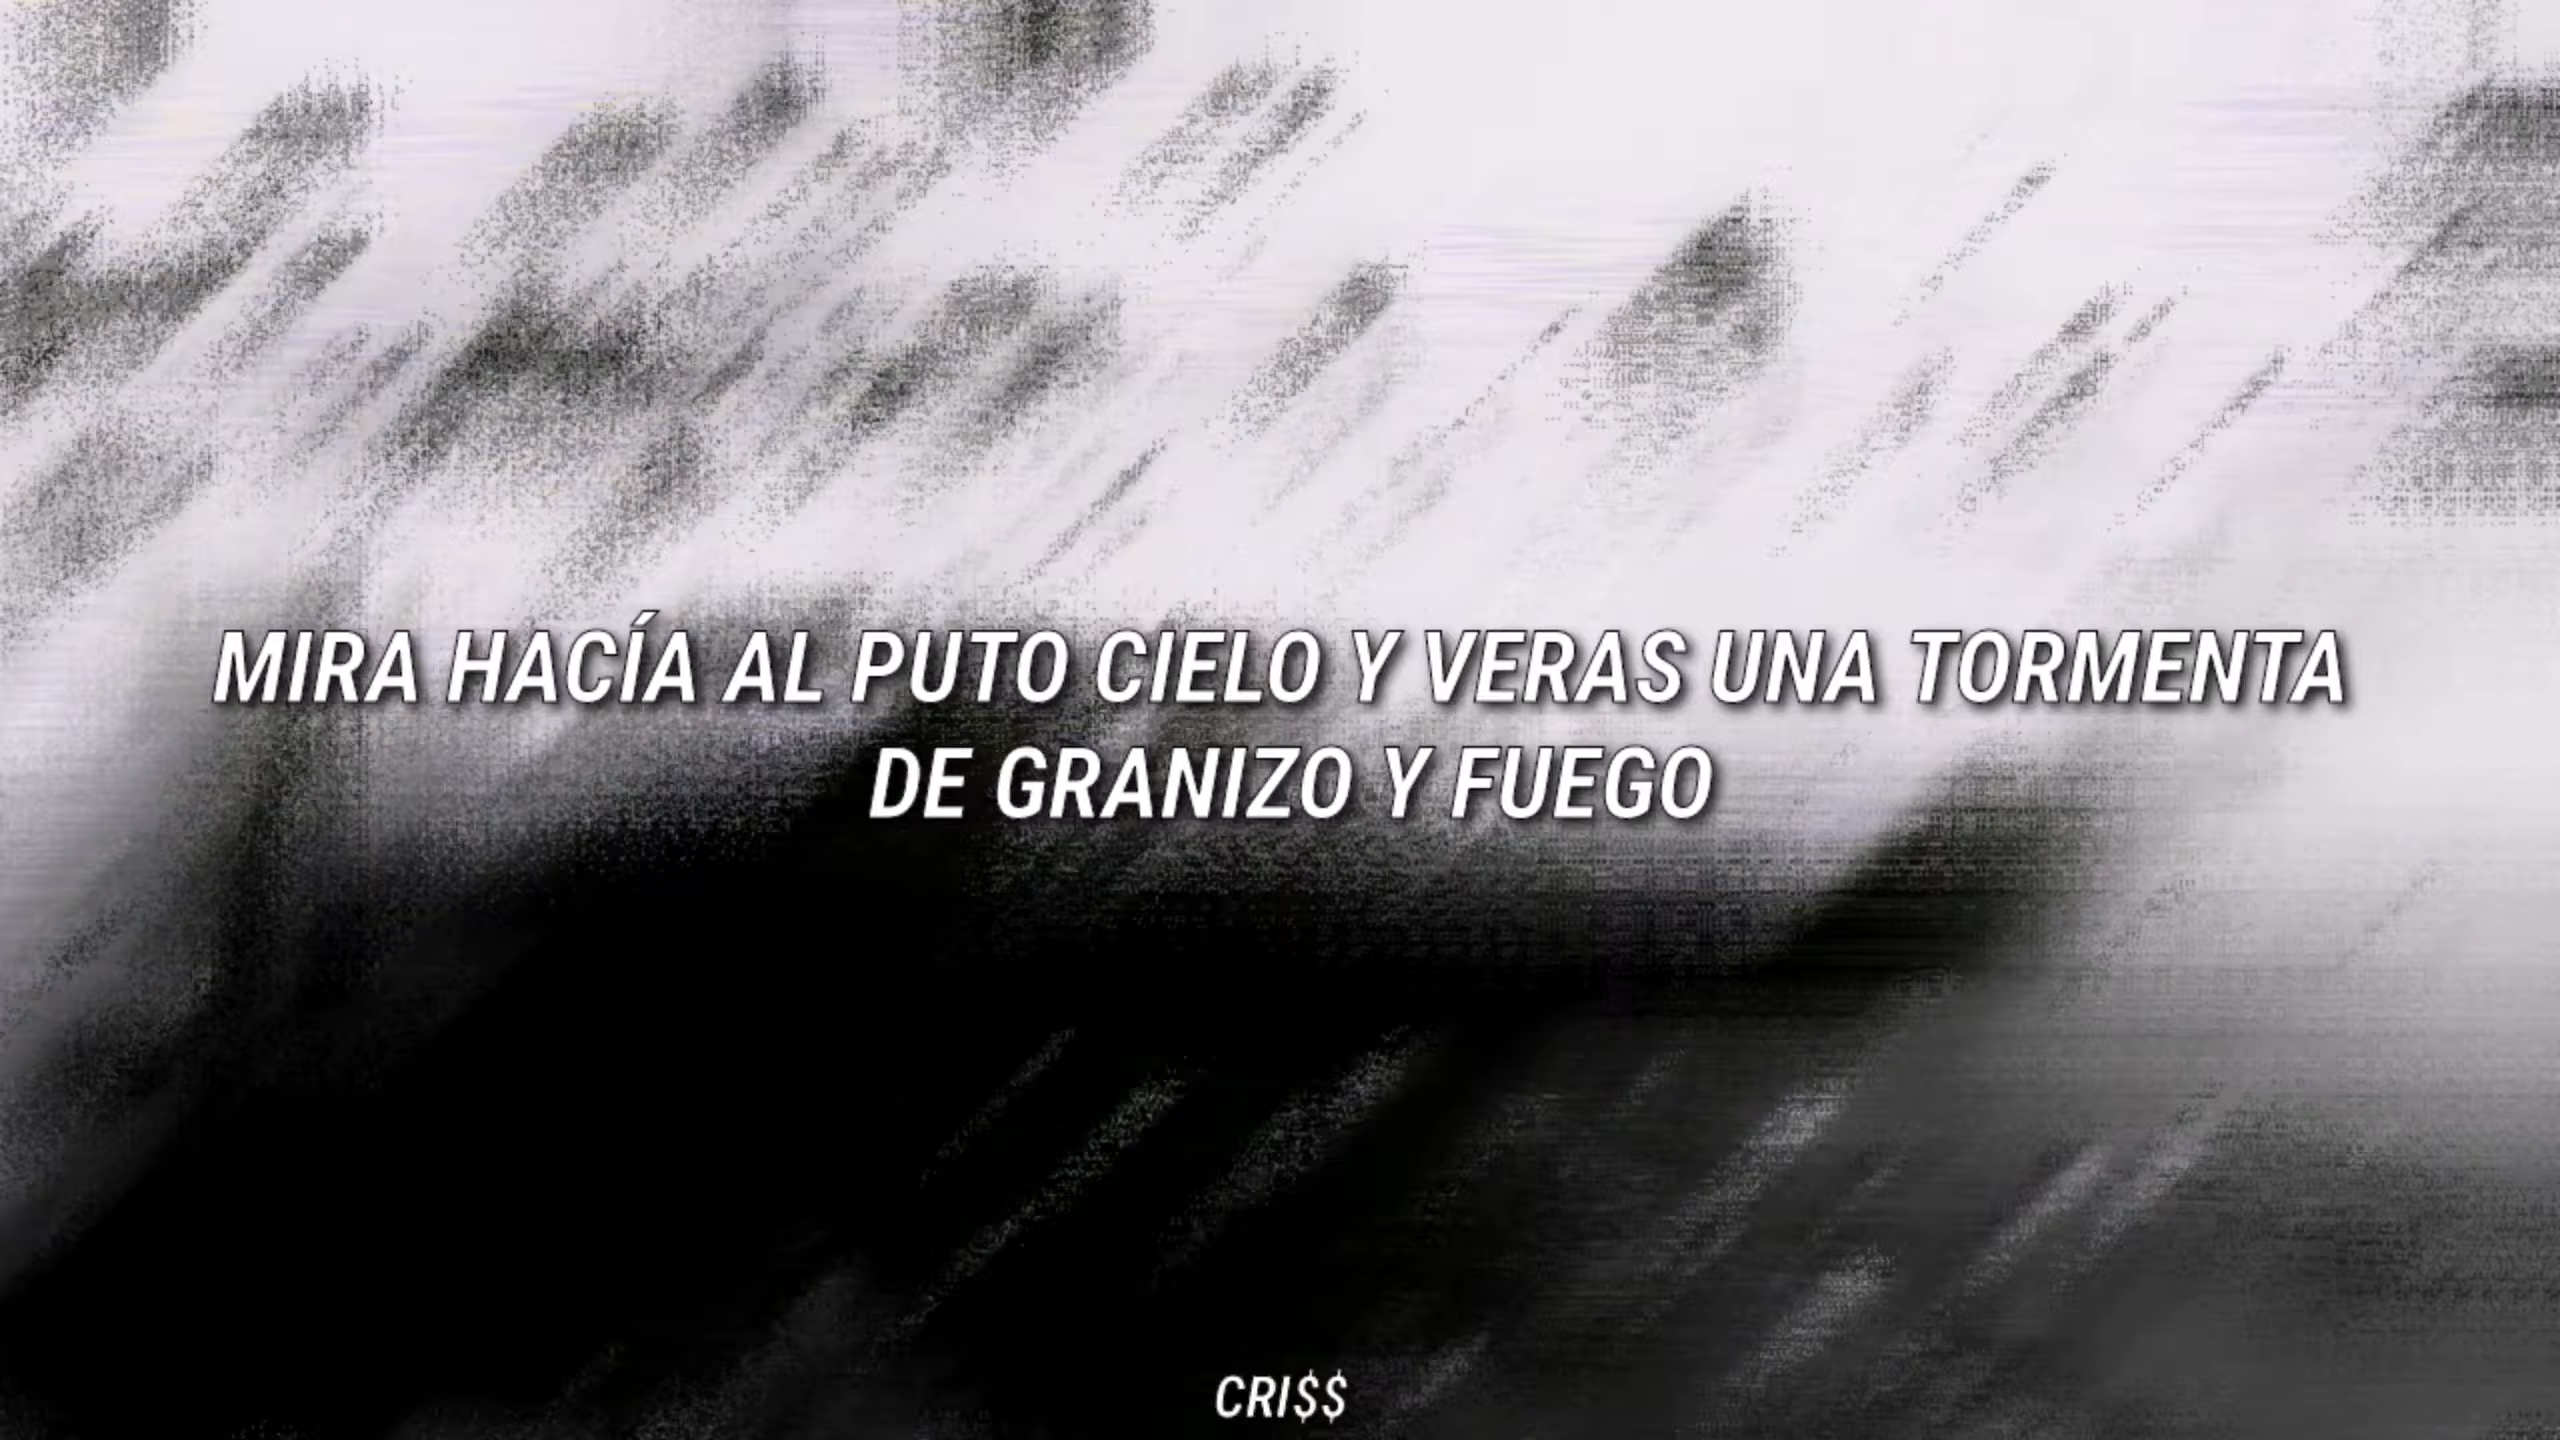 MIRA HACÍA AL PUTO CIELO Y VERAS UNA TORMENTA
DE GRANIZO Y FUEGO
CRI$$